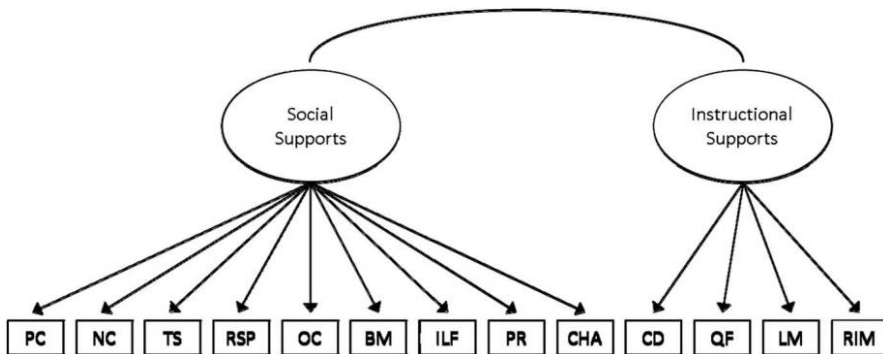 Social
Supports
Instructional
Supports
PC NC TS RSP OC BM ILF PR CHA CD QF LM RIM